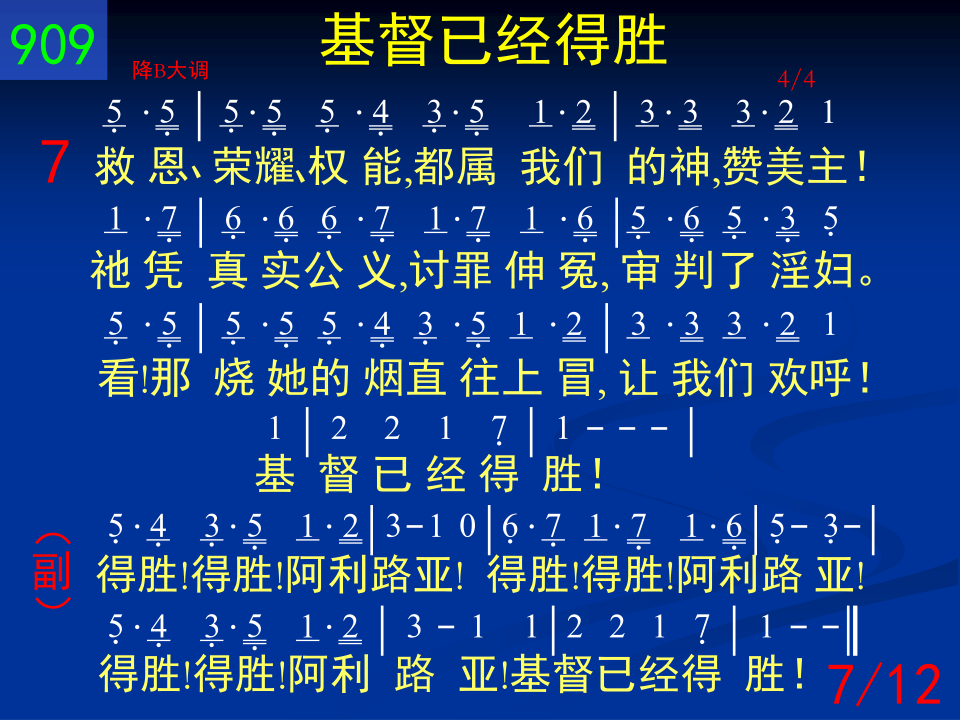 909
基督已经得胜
降B大调
4/4
5 · 5 | 5 · 5 5 · 4 3 · 5 1 · 2 | 3 · 3 3 · 2 1
7
救 恩、荣耀、权 能,都属 我们 的神,赞美主!
1 · 7 | 6 · 6 6 · 7 1 · 7 1 · 6 | 5 · 6 5 · 3 5
祂 凭 真 实公 义,讨罪 伸 冤, 审 判了 淫妇。
5 · 5 | 5 · 5 5 · 4 3 · 5 1 · 2 | 3 · 3 3 · 2 1
看!那 烧 她的 烟直 往上 冒, 让 我们 欢呼!
1 | 2 2 1 7 | 1 - - - |
基 督 已 经 得 胜!
(副)
5 · 4 3 · 5 1 · 2 | 3 - 1 0 | 6 · 7 1 · 7 1 · 6 | 5 - 3 - |
得胜!得胜!阿利路亚! 得胜!得胜!阿利路 亚!
5 · 4 3 · 5 1 · 2 | 3 - 1 1 | 2 2 1 7 | 1 - - ‖
得胜!得胜!阿利 路 亚!基督已经得 胜!
7/12